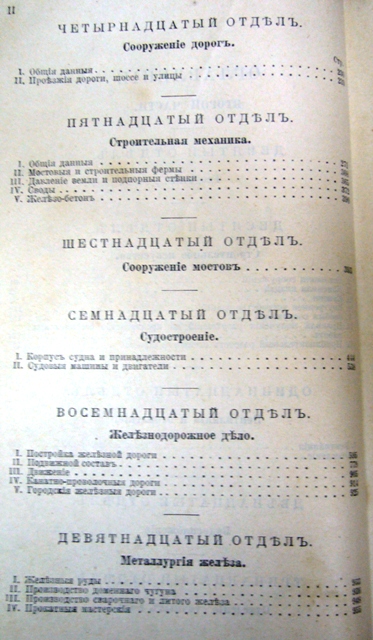 II
ЧЕТЫРНАДЦАТЫЙ ОТДѢЛЪ.
Сооруженіе дорогъ.
I. Общія данныя
II. Проѣзжія дороги, шоссе и улицы
ПЯТНАДЦАТЫЙ ОТДѢЛЪ.
Строительная механика.
I. Общія данныя
II. Мостовыя и строительныя фермы
III. Давленіе земли и подпорныя стѣнки
IV. Своды
V. Желѣзо-бетонъ
ШЕСТНАДЦАТЫЙ ОТДѢЛЪ.
Сооруженіе мостовъ
СЕМНАДЦАТЫЙ ОТДѢЛЪ.
Судостроеніе.
I. Корпусъ судна и принадлежности
II. Судовыя машины и двигатели
ВОСЕМНАДЦАТЫЙ ОТДѢЛЪ.
Желѣзнодорожное дѣло.
I. Постройка желѣзной дороги
II. Подвижной составъ
III. Движеніе
IV. Канатно-проволочныя дороги
V. Городскія желѣзныя дороги
ДЕВЯТНАДЦАТЫЙ ОТДѢЛЪ.
Металлургія желѣза.
I. Желѣзныя руды
II. Производство доменнаго чугуна
III. Производство сварочнаго и литого желѣза
IV. Прокатныя мастерскія